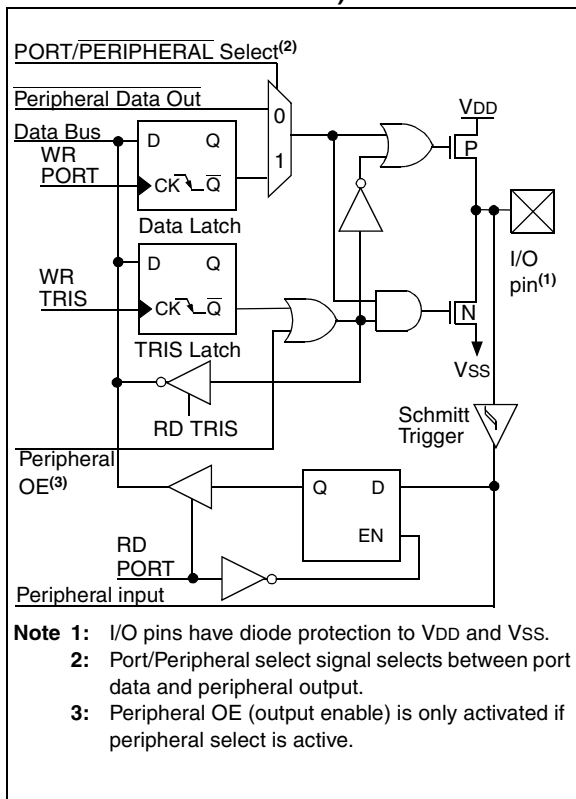 PORT/PERIPHERAL Select(2)
Peripheral Data Out
Data Bus
WR
PORT
D Q
CK Q
Data Latch
0
1
VDD
P
I/O
pin(1)
WR
TRIS
D Q
CK Q
TRIS Latch
N
VSS
RD TRIS
Schmitt
Trigger
Peripheral
OE(3)
Q D
EN
RD
PORT
Peripheral input
Note 1: I/O pins have diode protection to VDD and VSS.
2: Port/Peripheral select signal selects between port
data and peripheral output.
3: Peripheral OE (output enable) is only activated if
peripheral select is active.